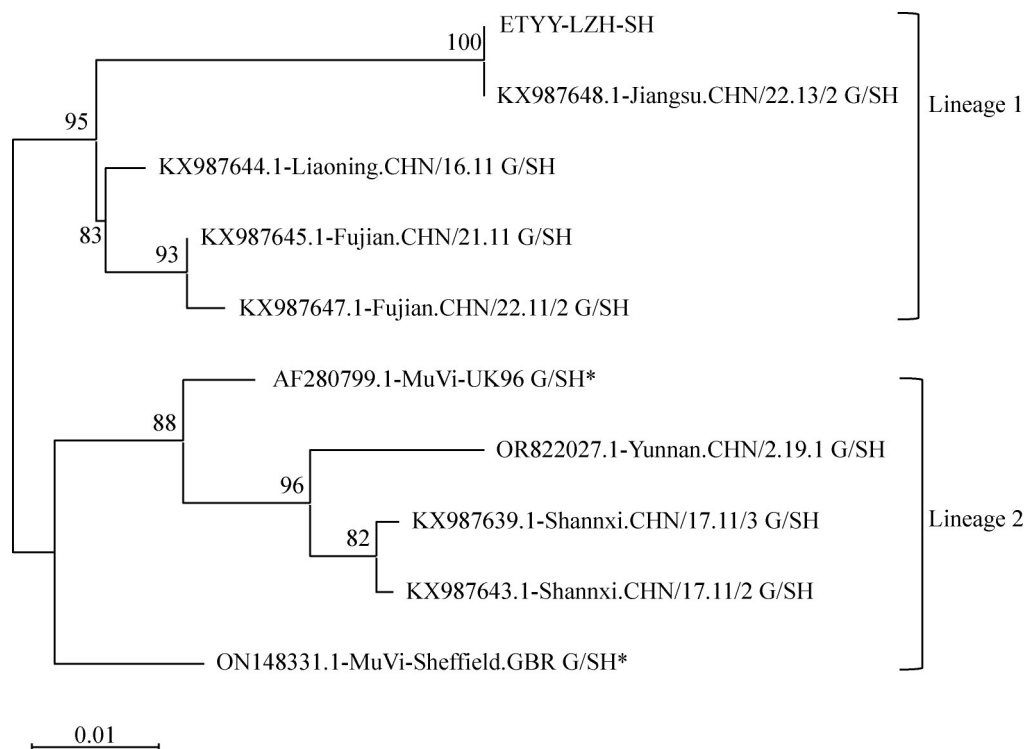 ETYY-LZH-SH
100
KX987648.1-Jiangsu.CHN/22.13/2 G/SH
Lineage 1
95
KX987644.1-Liaoning.CHN/16.11 G/SH
83
KX987645.1-Fujian.CHN/21.11 G/SH
93
KX987647.1-Fujian.CHN/22.11/2 G/SH
AF280799.1-MuVi-UK96 G/SH*
88
OR822027.1-Yunnan.CHN/2.19.1 G/SH
96
KX987639.1-Shannxi.CHN/17.11/3 G/SH
Lineage 2
82
KX987643.1-Shannxi.CHN/17.11/2 G/SH
ON148331.1-MuVi-Sheffield.GBR G/SH*
0.01